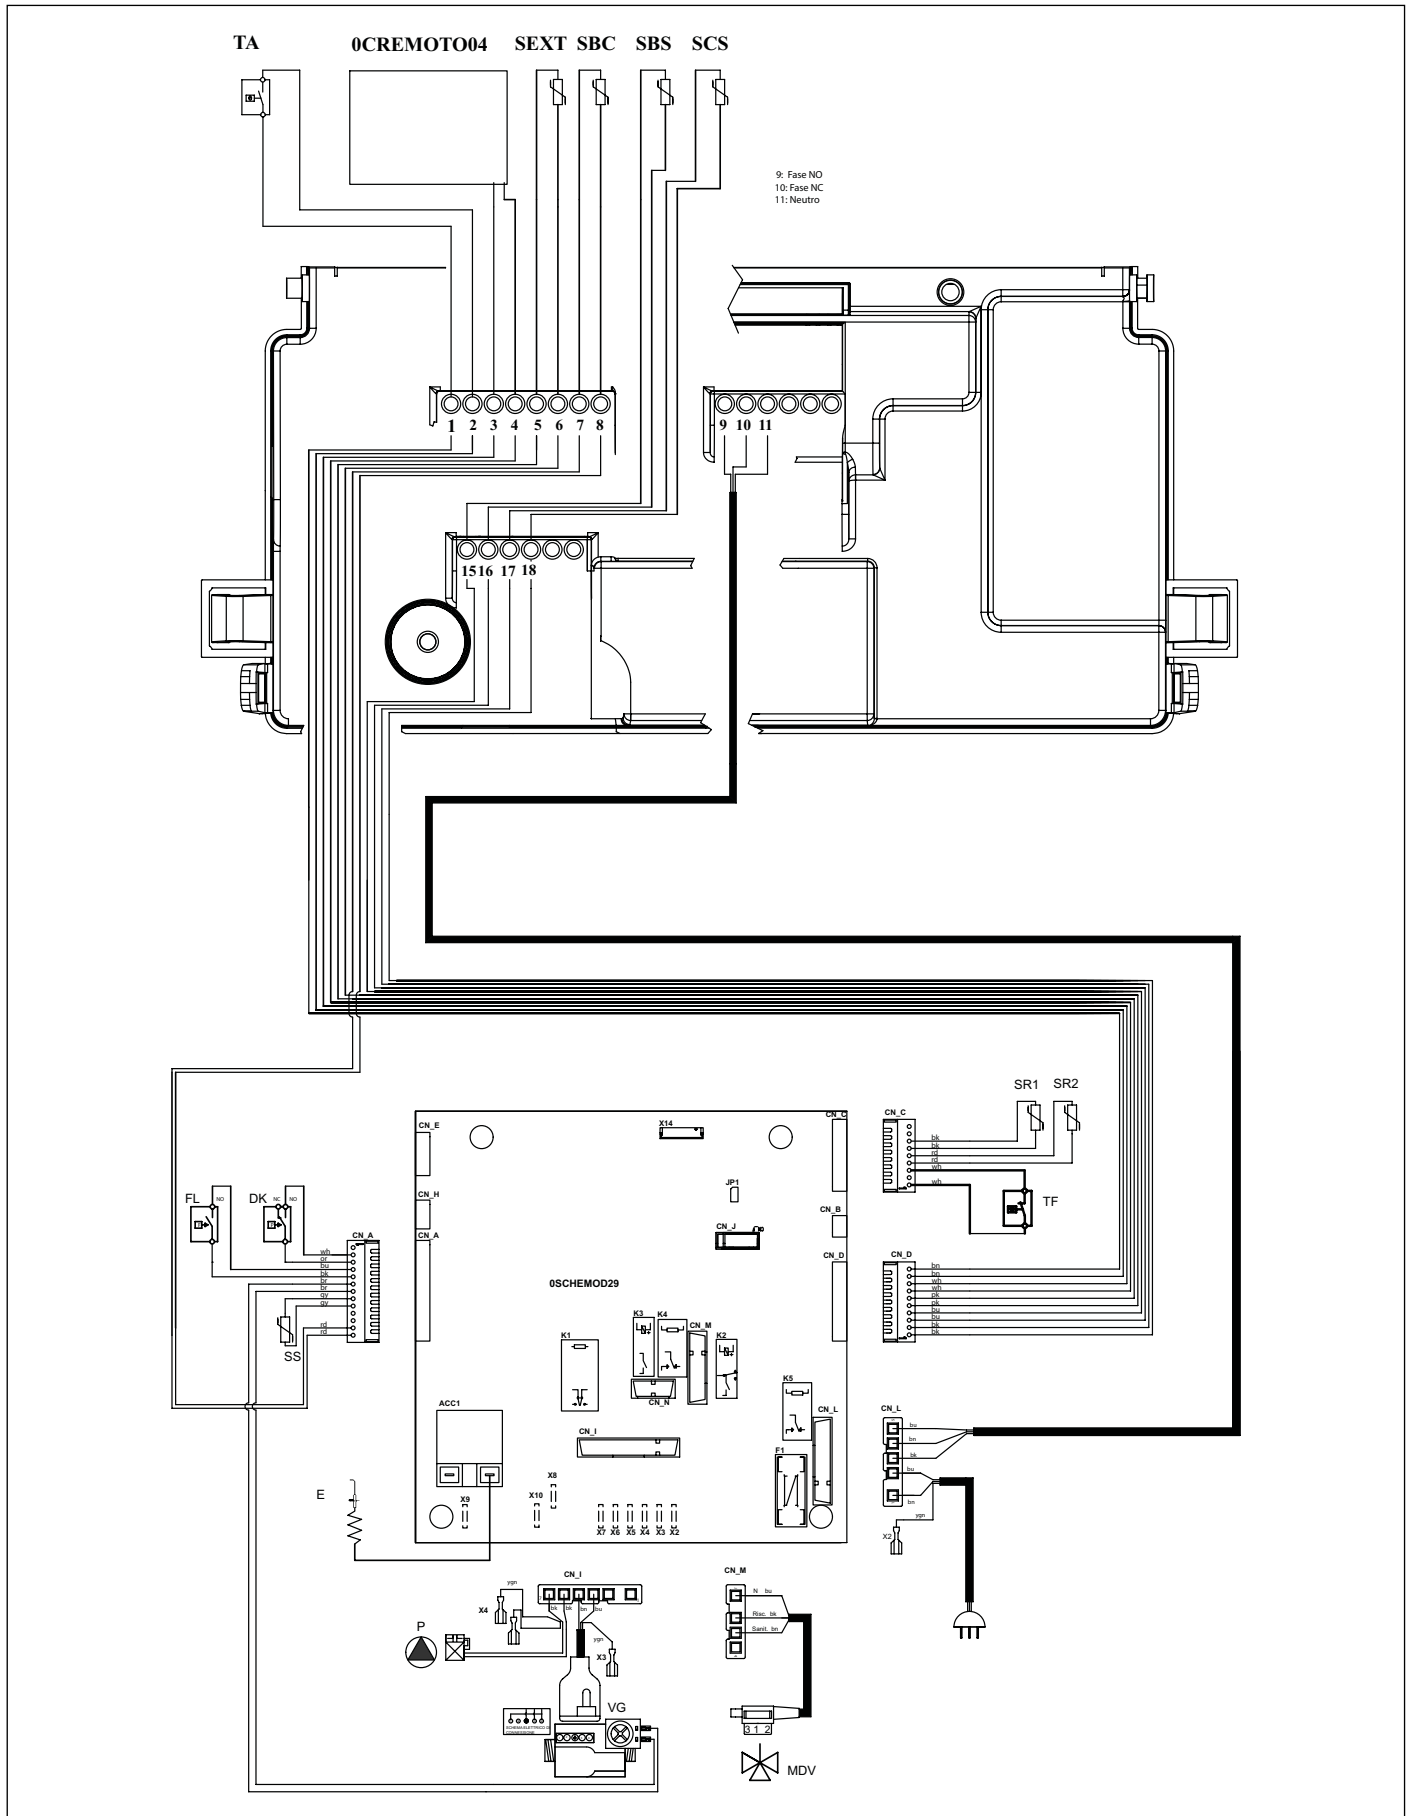 TA 0CREMOTO04 SEXT SBC SBS SCS
9: Fase NO
10: Fase NC
11: Neutro
1 2 3 4 5 6 7 8
9 10 11
15 16 17 18
SR1 SR2
CN_C
bk
bk
rd
rd
wh
wh
TF
CN_E
X14
CN_C
JP1
CN_H
CN_B
CN_J
CN_A
CN_D
FL NO DK NC NO
CN_A
wh
or
bu
bk
br
br
gy
gy
rd
rd
SS
CN_D
bn
bn
wh
wh
pk
pk
bu
bu
bk
bk
0SCHEMOD29
K3 K4 CN_M K2
K1
CN_N
K5
CN_L
ACC1
CN_I
F1
X8
X9 X10
X7 X6 X5 X4 X3 X2
CN_L
bu
bn
bk
bu
bn
ygn
X2
E
CN_I
ygn
bk bk bn bu
X4
ygn
X3
P
VG
SCHEMA ELETTRICO DI
CONNESSIONE
CN_M
N bu
Risc. bk
Sanit. bn
3 1 2
MDV